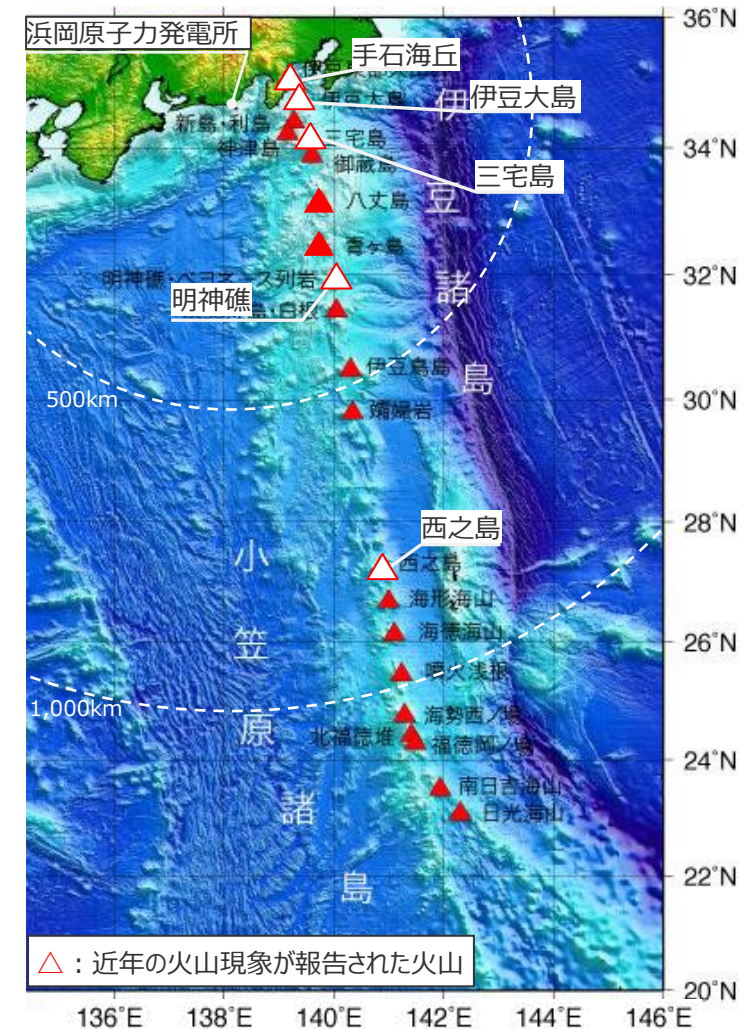 36˚N
浜岡原子力発電所
手石海丘
伊豆大島
伊豆大島
新島・利島
三宅島
神津島
34˚N
御蔵島
三宅島
八丈島
青ヶ島
明神礁・ベヨネース列岩
32˚N
明神礁
伊豆鳥島
500km
30˚N
孀婦岩
伊豆諸島
28˚N
西之島
西之島
海形海山
海徳海山
26˚N
噴火浅根
1,000km
海勢西ノ場
北福徳堆
福徳岡ノ場
24˚N
南日吉海山
日光海山
小笠原諸島
22˚N
△：近年の火山現象が報告された火山
20˚N
136˚E 138˚E 140˚E 142˚E 144˚E 146˚E